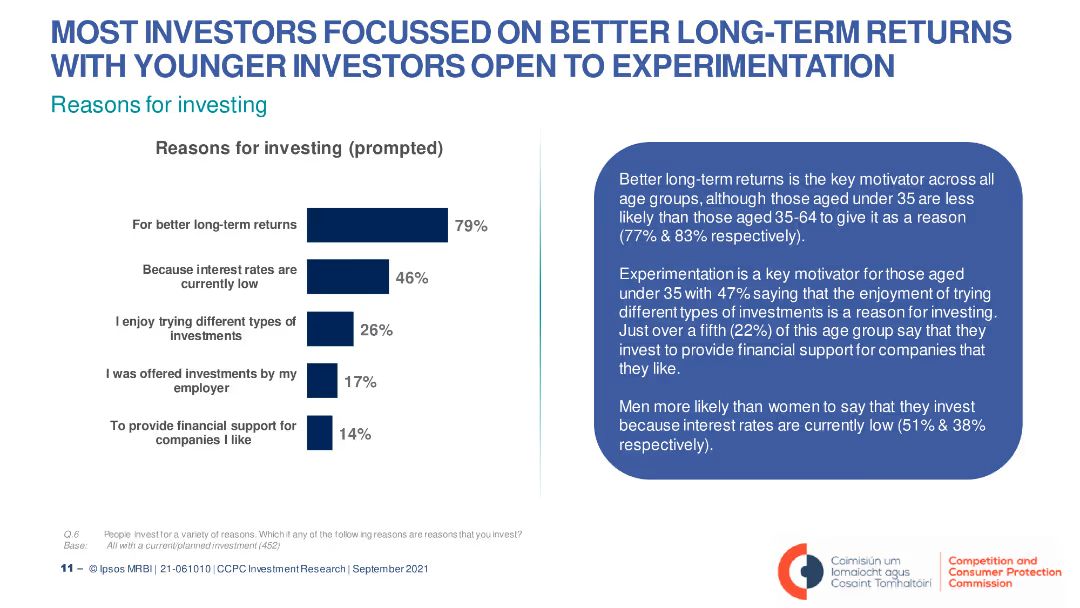 MOST INVESTORS FOCUSSED ON BETTER LONG-TERM RETURNS
WITH YOUNGER INVESTORS OPEN TO EXPERIMENTATION
Reasons for investing
Reasons for investing (prompted)
For better long-term returns
79%
Because interest rates are
currently low
46%
I enjoy trying different types of
investments
26%
I was offered investments by my
employer
17%
To provide financial support for
companies I like
14%
Better long-term returns is the key motivator across all
age groups, although those aged under 35 are less
likely than those aged 35-64 to give it as a reason
(77% & 83% respectively).
Experimentation is a key motivator for those aged
under 35 with 47% saying that the enjoyment of trying
different types of investments is a reason for investing.
Just over a fifth (22%) of this age group say that they
invest to provide financial support for companies that
they like.
Men more likely than women to say that they invest
because interest rates are currently low (51% & 38%
respectively).
Q.6 People invest for a variety of reasons. Which if any of the following reasons are reasons that you invest?
Base: All with a current/planned investment (452)
11 – © Ipsos MRBI | 21-061010 | CCPC Investment Research | September 2021
Coimisiún um
Iomaíocht agus
Cosaint Tomhaltóirí
Competition and
Consumer Protection
Commission